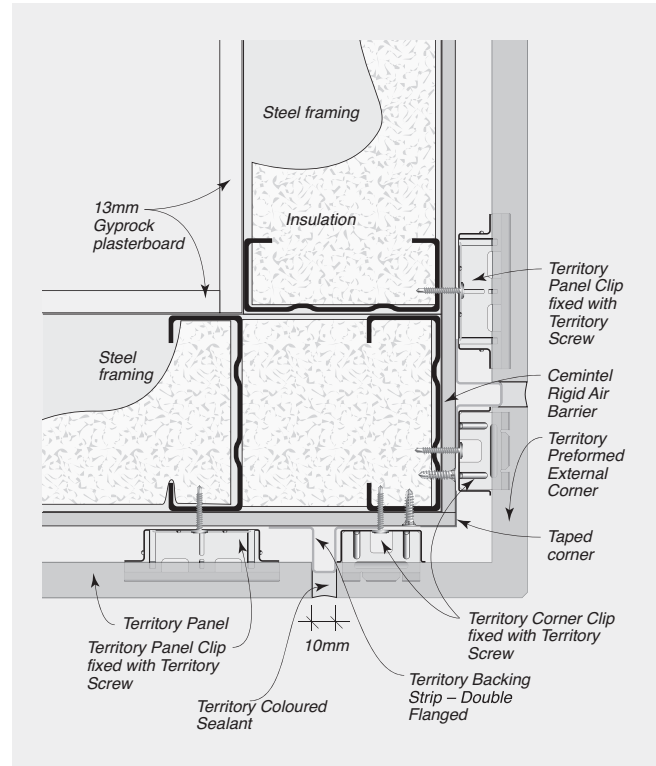 Steel framing
13mm
Gyprock
plasterboard
Insulation
Territory
Panel Clip
fixed with
Territory
Screw
Steel
framing
Cemintel
Rigid Air
Barrier
Territory
Preformed
External
Corner
Taped
corner
Territory Panel
Territory Panel Clip
fixed with Territory
Screw
10mm
Territory Corner Clip
fixed with Territory
Screw
Territory Coloured
Sealant
Territory Backing
Strip – Double
Flanged